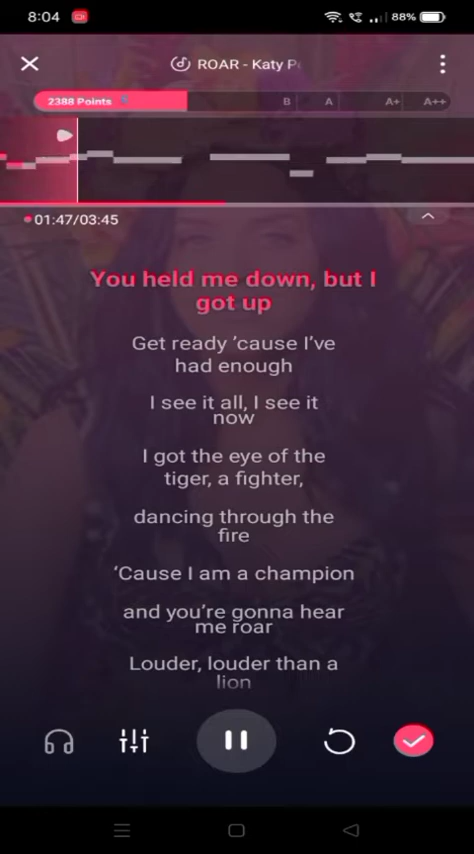 8:04
88%
ROAR - Katy P
2388 Points
B A A+ A++
01:47/03:45
You held me down, but I
got up
Get ready ’cause I’ve
had enough
I see it all, I see it
now
I got the eye of the
tiger, a fighter,
dancing through the
fire
‘Cause I am a champion
and you’re gonna hear
me roar
Louder, louder than a
lion